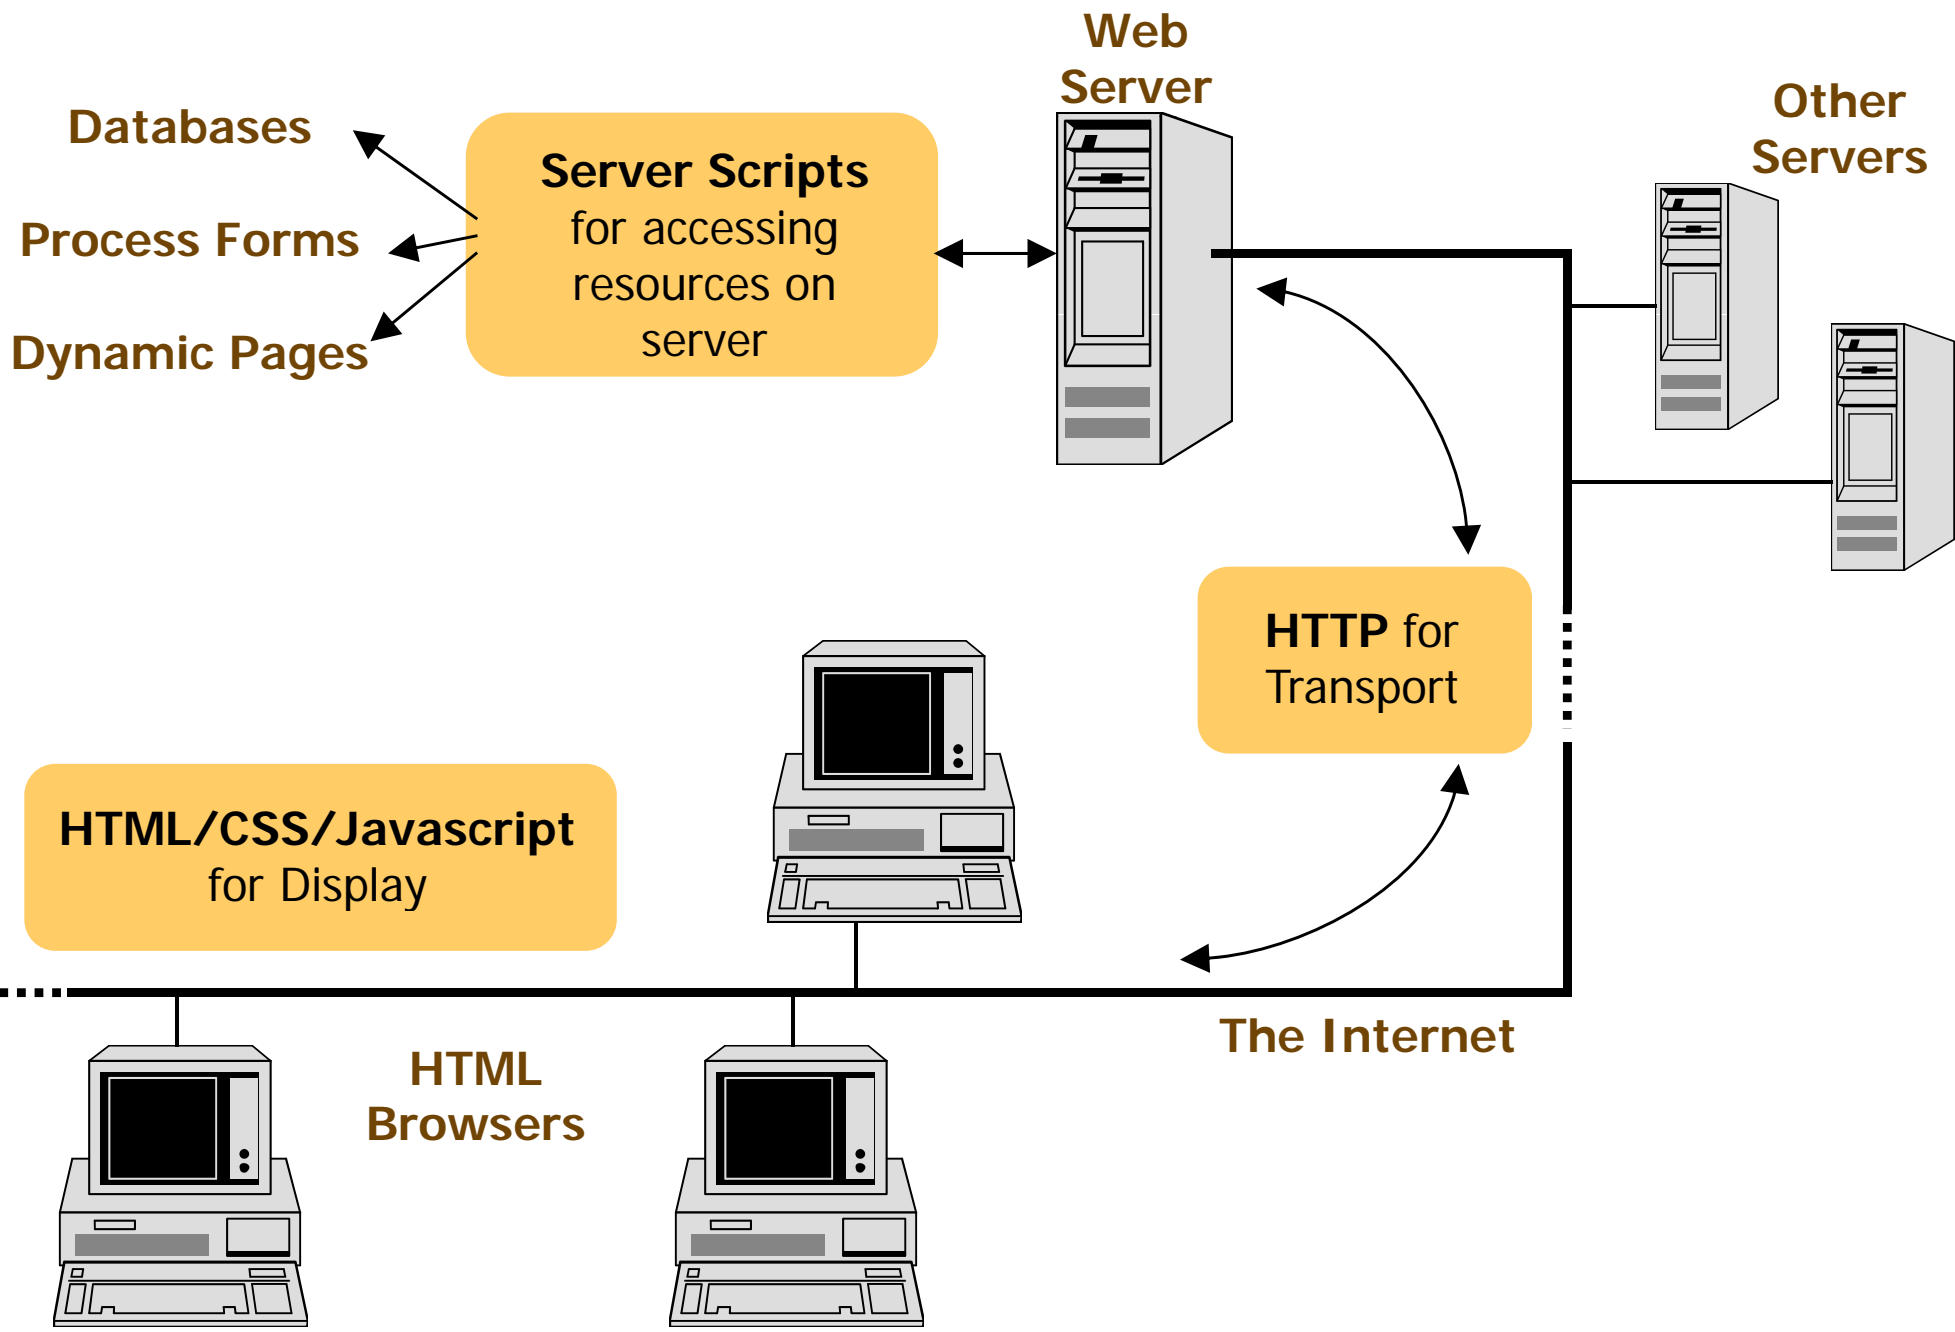 Web
Server
Other
Servers
Databases
Process Forms
Dynamic Pages
Server Scripts
for accessing
resources on
server
HTTP for
Transport
HTML/CSS/Javascript
for Display
The Internet
HTML
Browsers